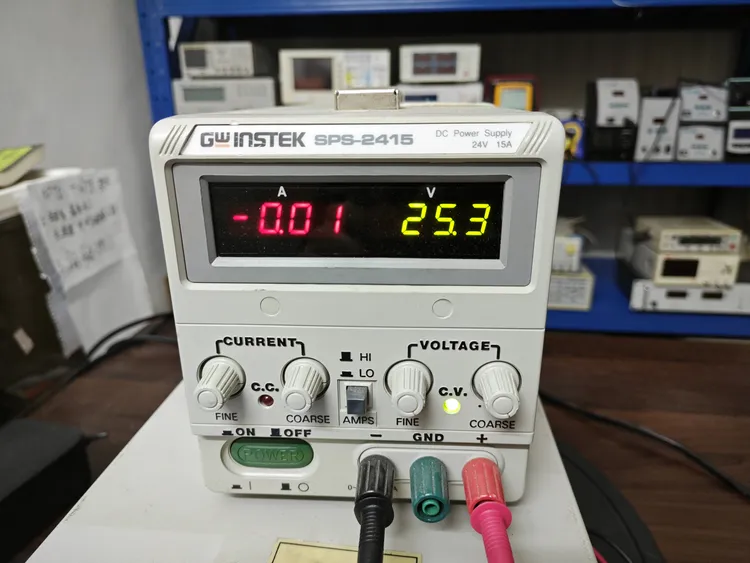 GWINSTEK SPS-2415 DC Power Supply
24V 15A
A V
-0.01 25.3
CURRENT VOLTAGE
HI
LO
C.C. C.V.
FINE COARSE AMPS FINE COARSE
ON OFF - GND +
POWER